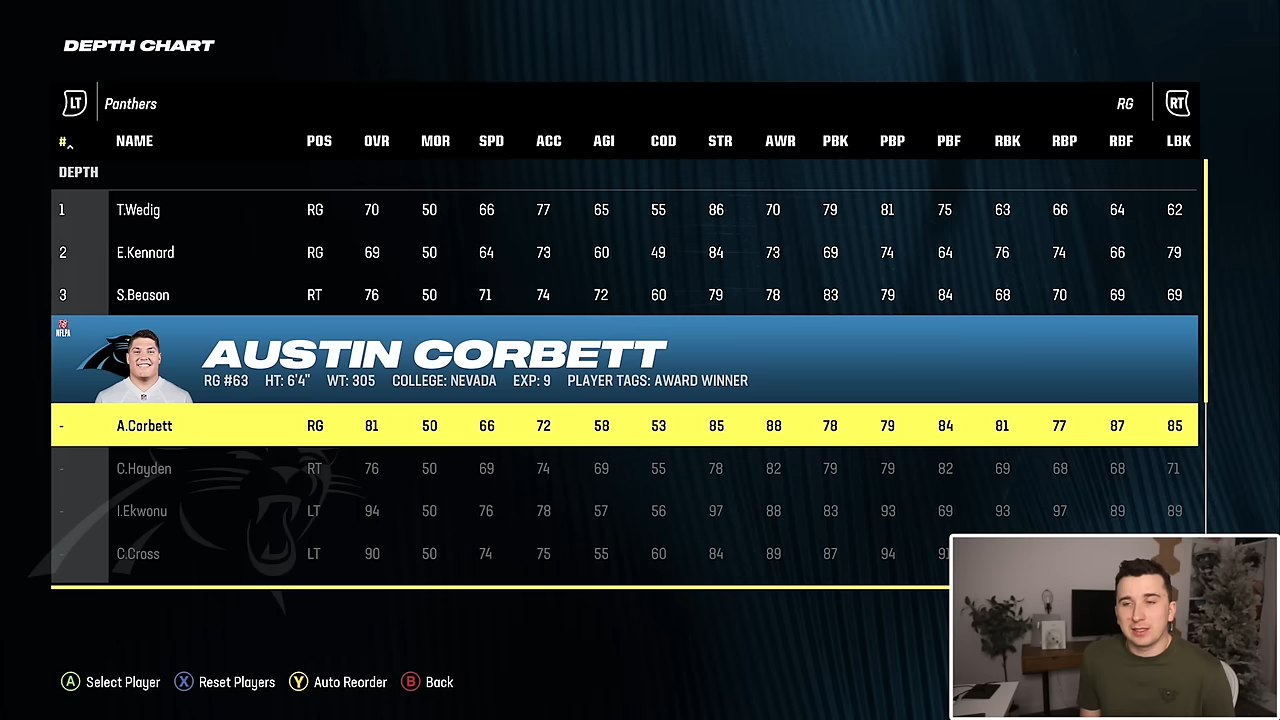 DEPTH CHART
LT Panthers RG RT
# NAME POS OVR MOR SPD ACC AGI COD STR AWR PBK PBP PBF RBK RBP RBF LBK
DEPTH
1 T.Wedig RG 70 50 66 77 65 55 86 70 79 81 75 63 66 64 62
2 E.Kennard RG 69 50 64 73 60 49 84 73 69 74 64 76 74 66 79
3 S.Beason RT 76 50 71 74 72 60 79 78 83 79 84 68 70 69 69
NFLPA
AUSTIN CORBETT
RG #63 HT: 6'4" WT: 305 COLLEGE: NEVADA EXP: 9 PLAYER TAGS: AWARD WINNER
- A.Corbett RG 81 50 66 72 58 53 85 88 78 79 84 81 77 87 85
- C.Hayden RT 76 50 69 74 69 55 78 82 79 79 82 69 68 68 71
- I.Ekwonu LT 94 50 76 78 57 56 97 88 83 93 69 93 97 89 89
- C.Cross LT 90 50 74 75 55 60 84 89 87 94
A Select Player X Reset Players Y Auto Reorder B Back